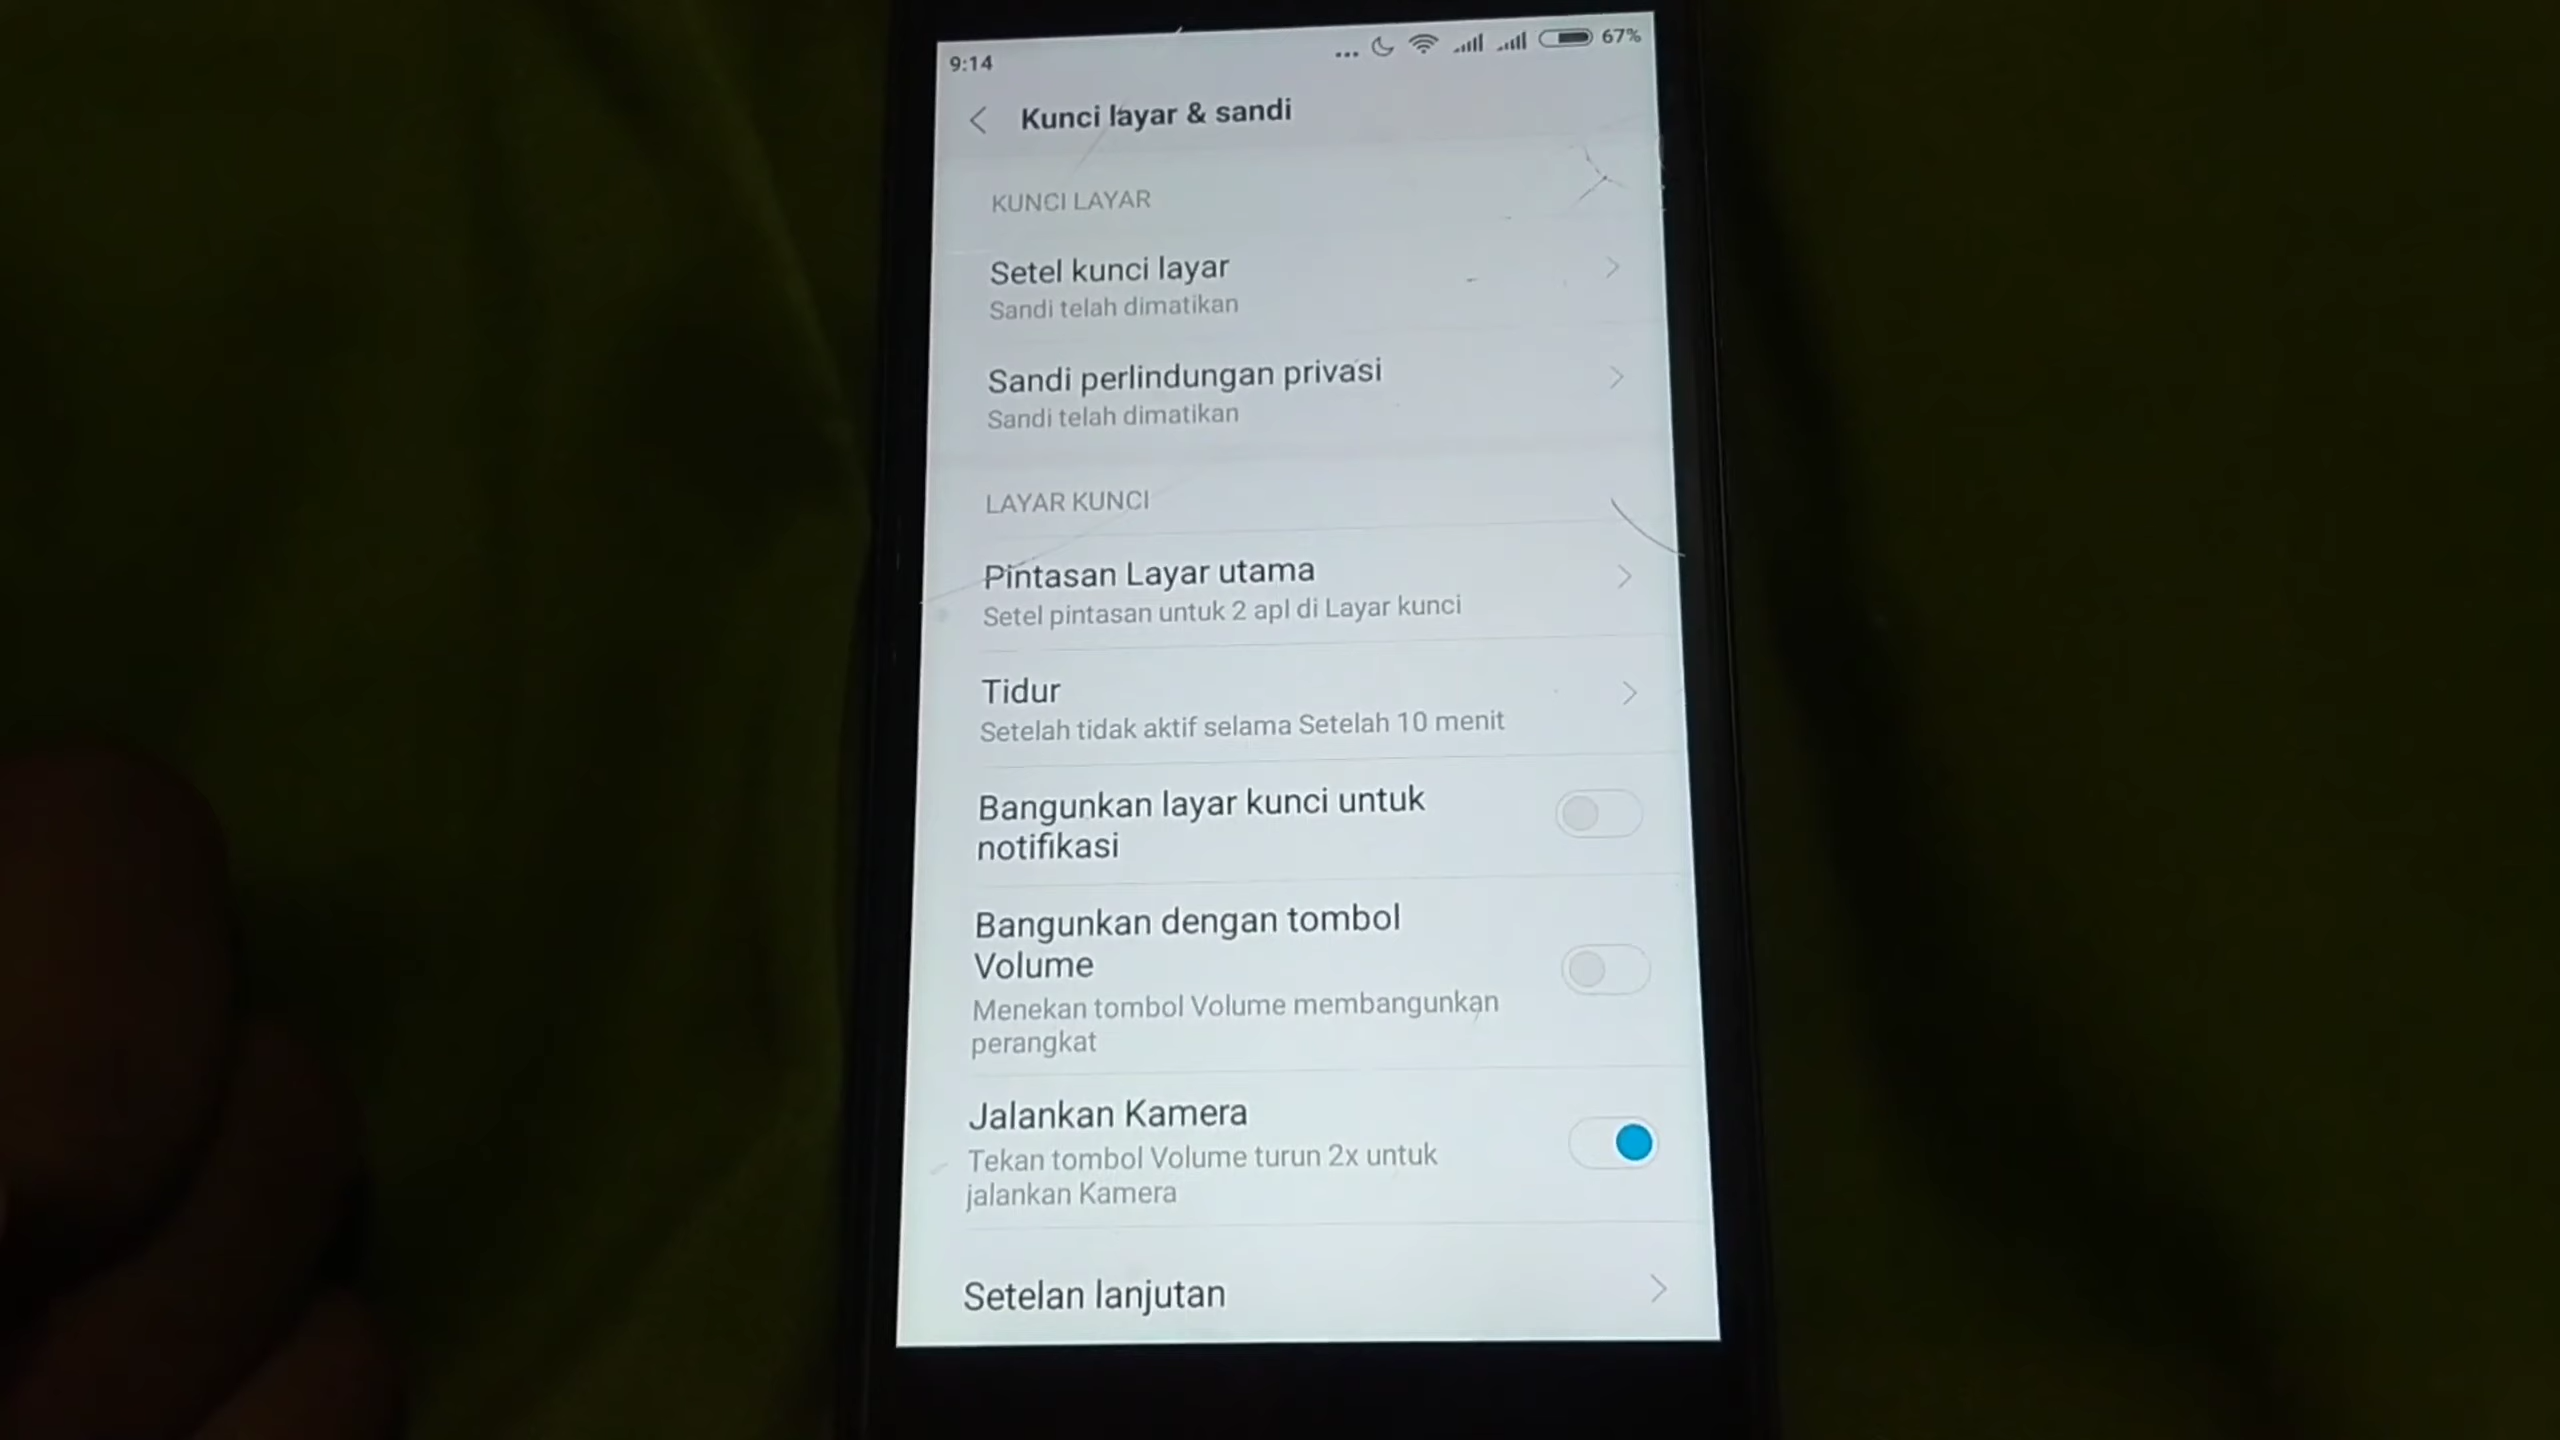 9:14
... 67%
Kunci layar & sandi
KUNCI LAYAR
Setel kunci layar
Sandi telah dimatikan
Sandi perlindungan privasi
Sandi telah dimatikan
LAYAR KUNCI
Pintasan Layar utama
Setel pintasan untuk 2 apl di Layar kunci
Tidur
Setelah tidak aktif selama Setelah 10 menit
Bangunkan layar kunci untuk
notifikasi
Bangunkan dengan tombol
Volume
Menekan tombol Volume membangunkan
perangkat
Jalankan Kamera
Tekan tombol Volume turun 2x untuk
jalankan Kamera
Setelan lanjutan